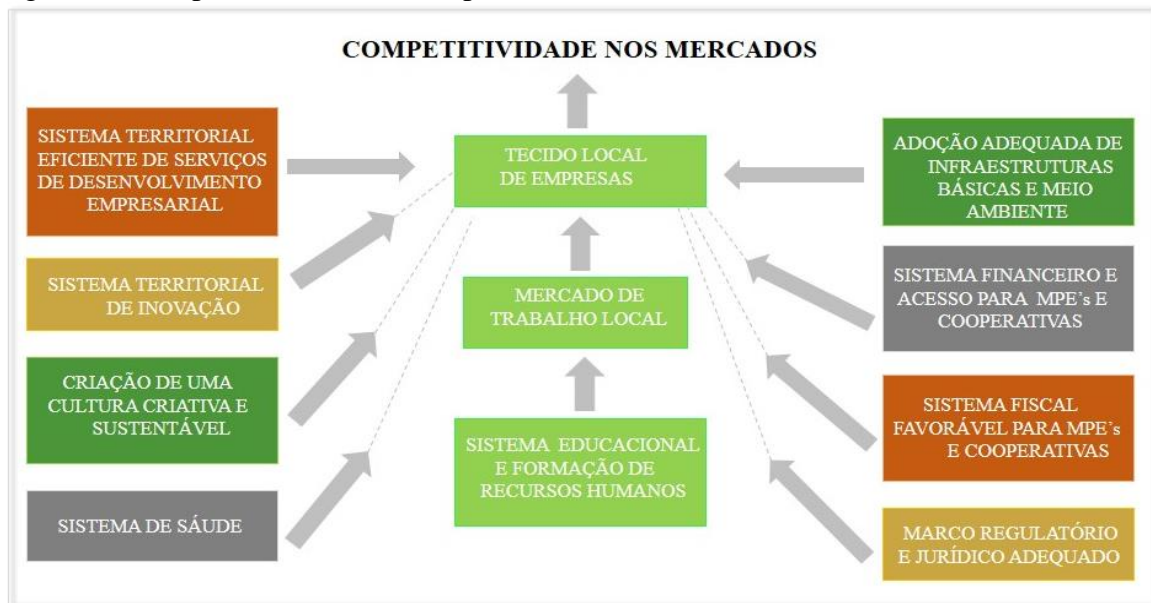 COMPETITIVIDADE NOS MERCADOS
SISTEMA TERRITORIAL
EFICIENTE DE SERVIÇOS
DE DESENVOLVIMENTO
EMPRESARIAL
SISTEMA TERRITORIAL
DE INOVAÇÃO
CRIAÇÃO DE UMA
CULTURA CRIATIVA E
SUSTENTÁVEL
SISTEMA DE SÁUDE
TECIDO LOCAL
DE EMPRESAS
MERCADO DE
TRABALHO LOCAL
SISTEMA EDUCACIONAL
E FORMAÇÃO DE
RECURSOS HUMANOS
ADOÇÃO ADEQUADA DE
INFRAESTRUTURAS
BÁSICAS E MEIO
AMBIENTE
SISTEMA FINANCEIRO E
ACESSO PARA MPE's E
COOPERATIVAS
SISTEMA FISCAL
FAVORÁVEL PARA MPE's
E COOPERATIVAS
MARCO REGULATÓRIO
E JURÍDICO ADEQUADO